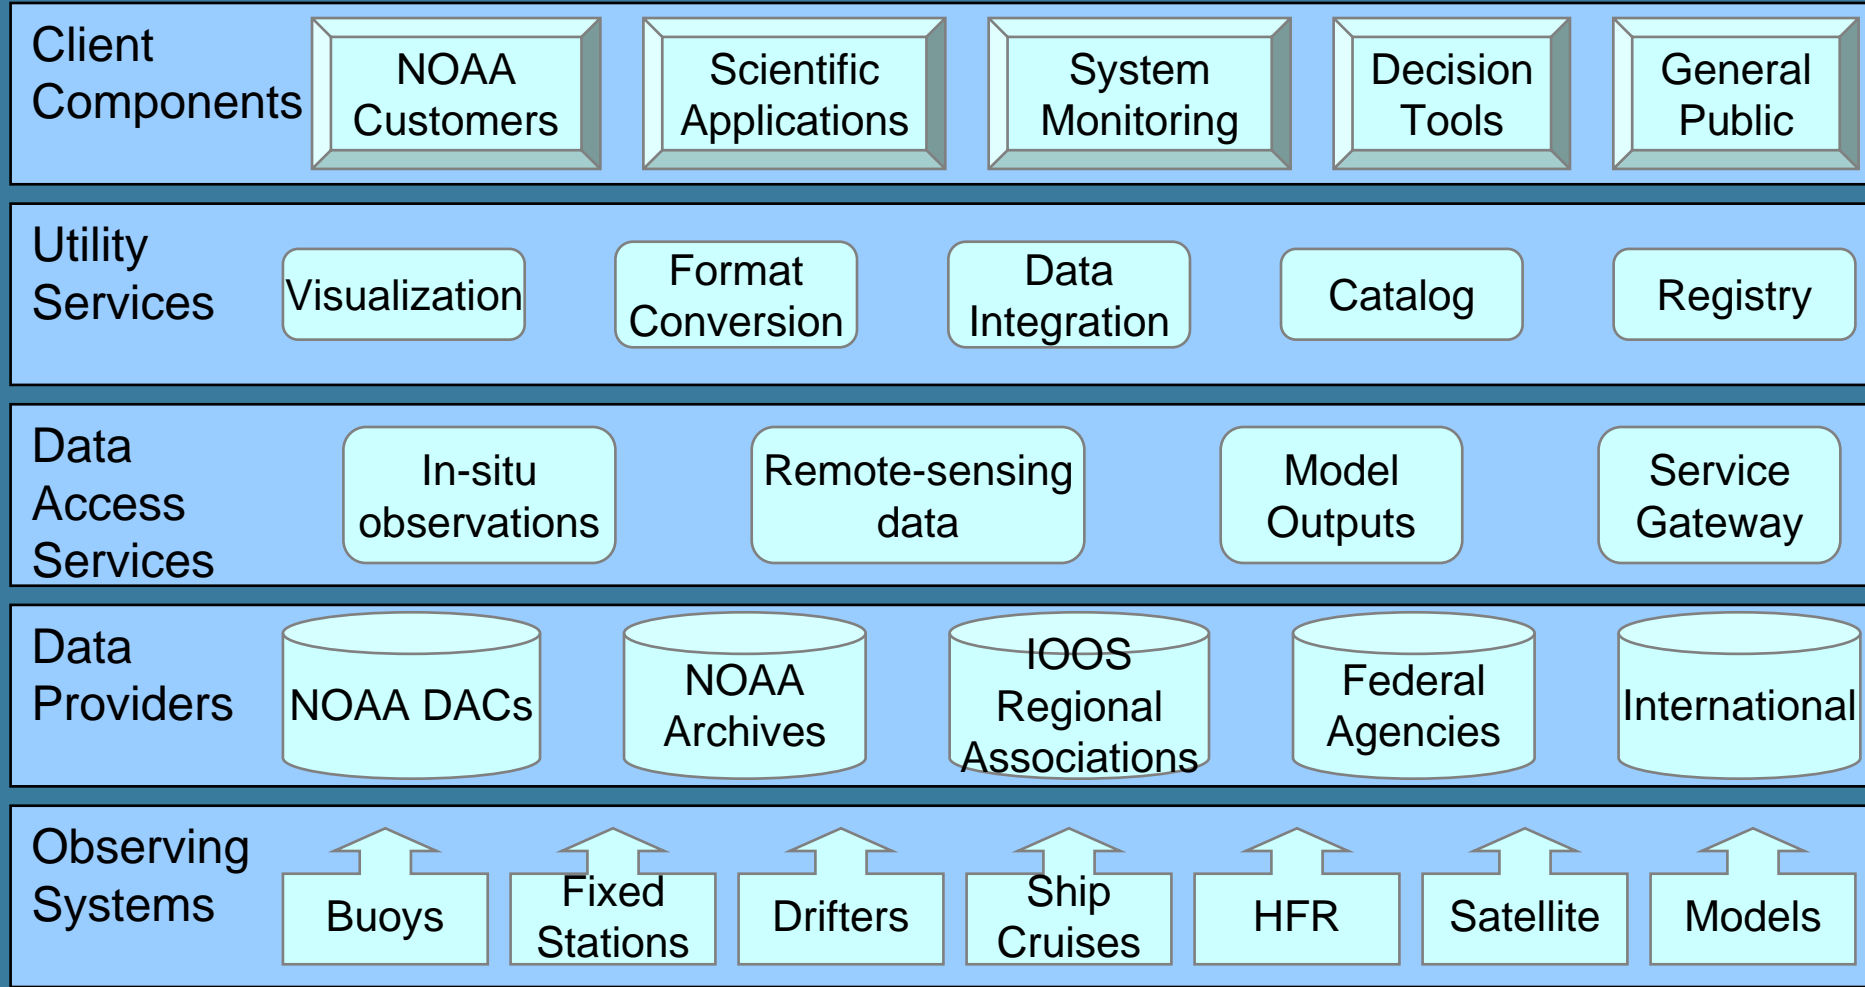 Client
Components
NOAA
Customers
Scientific
Applications
System
Monitoring
Decision
Tools
General
Public
Utility
Services
Visualization
Format
Conversion
Data
Integration
Catalog
Registry
Data
Access
Services
In-situ
observations
Remote-sensing
data
Model
Outputs
Service
Gateway
Data
Providers
NOAA DACs
NOAA
Archives
IOOS
Regional
Associations
Federal
Agencies
International
Observing
Systems
Buoys
Fixed
Stations
Drifters
Ship
Cruises
HFR
Satellite
Models